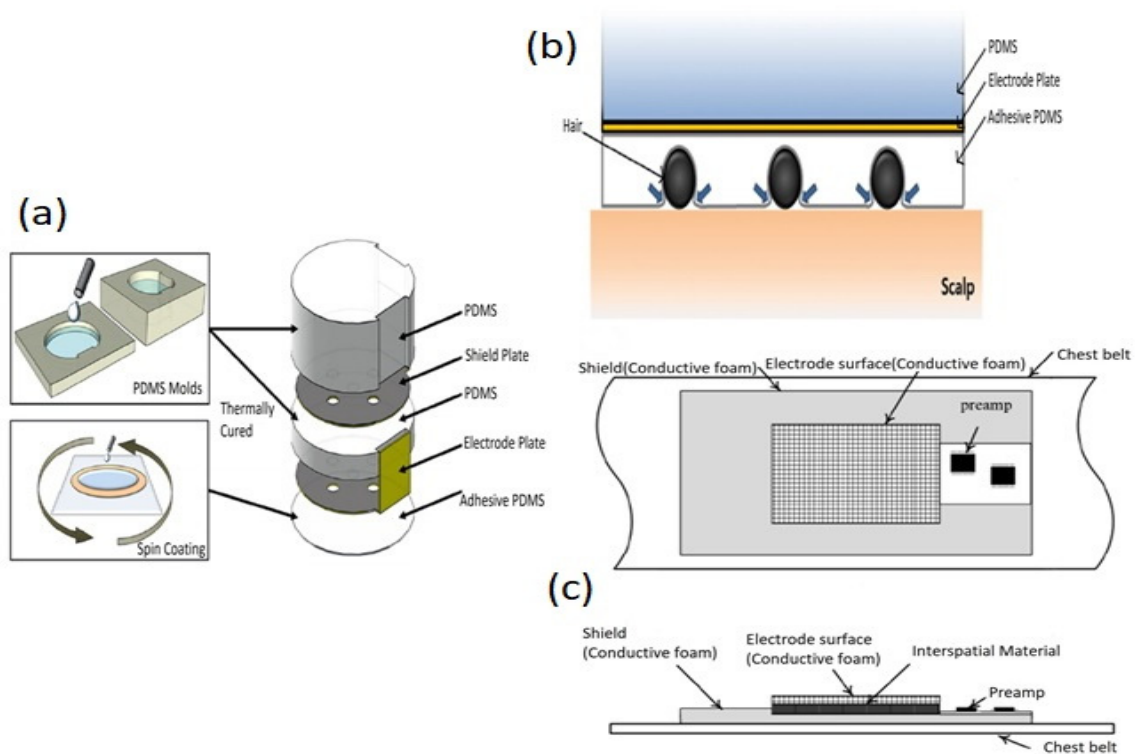 (a)
PDMS Molds
Spin Coating
Thermally
Cured
PDMS
Shield Plate
PDMS
Electrode Plate
Adhesive PDMS
(b)
PDMS
Electrode Plate
Adhesive PDMS
Hair
Scalp
Shield(Conductive foam)
Electrode surface(Conductive foam)
Chest belt
preamp
(c)
Shield
(Conductive foam)
Electrode surface
(Conductive foam)
Interspatial Material
Preamp
Chest belt